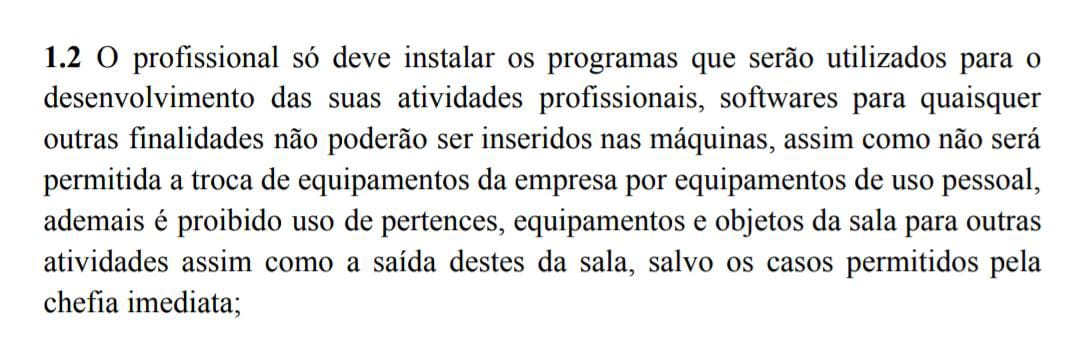 1.2 O profissional só deve instalar os programas que serão utilizados para o
desenvolvimento das suas atividades profissionais, softwares para quaisquer
outras finalidades não poderão ser inseridos nas máquinas, assim como não será
permitida a troca de equipamentos da empresa por equipamentos de uso pessoal,
ademais é proibido uso de pertences, equipamentos e objetos da sala para outras
atividades assim como a saída destes da sala, salvo os casos permitidos pela
chefia imediata;